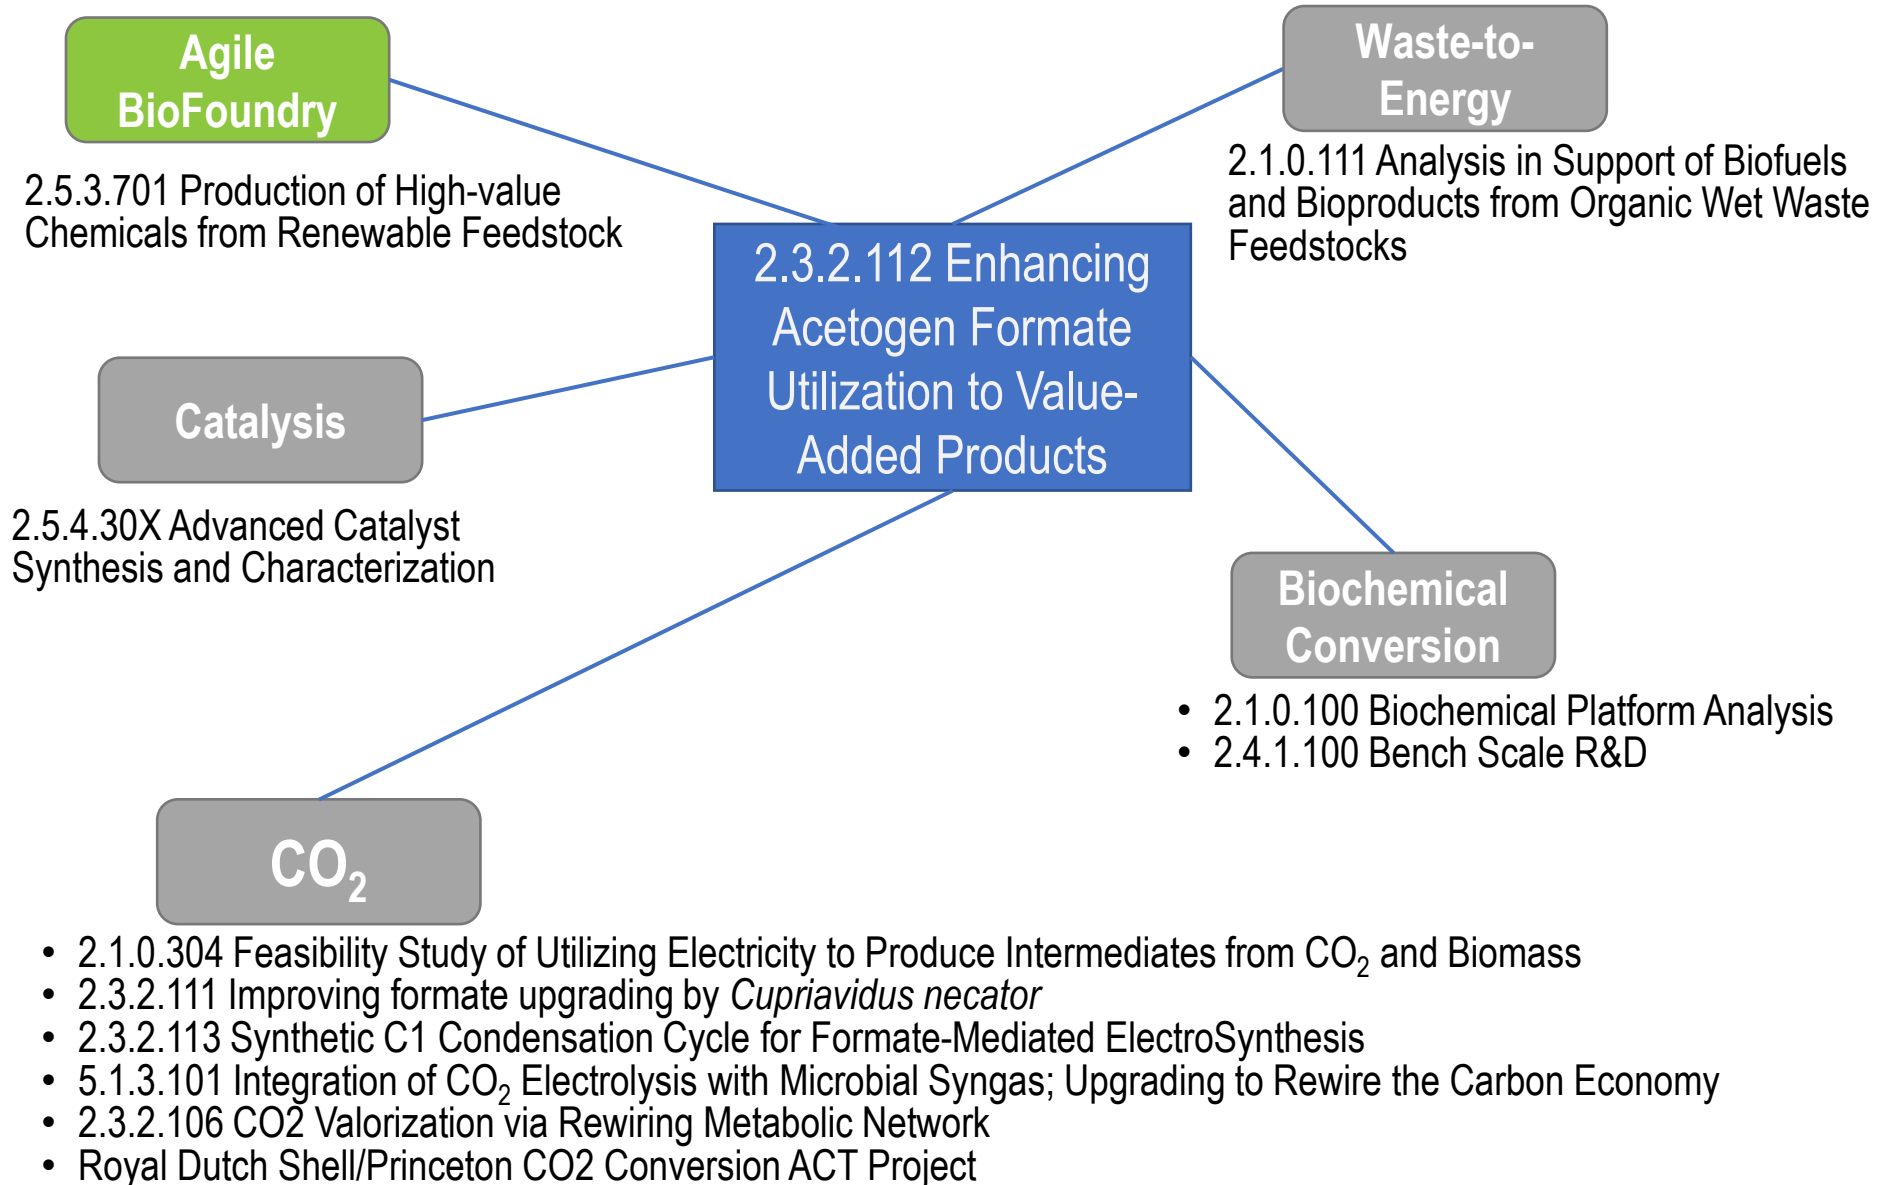 Agile
BioFoundry
2.5.3.701 Production of High-value
Chemicals from Renewable Feedstock
Waste-to-
Energy
2.1.0.111 Analysis in Support of Biofuels
and Bioproducts from Organic Wet Waste
Feedstocks
2.3.2.112 Enhancing
Acetogen Formate
Utilization to Value-
Added Products
Catalysis
2.5.4.30X Advanced Catalyst
Synthesis and Characterization
Biochemical
Conversion
• 2.1.0.100 Biochemical Platform Analysis
• 2.4.1.100 Bench Scale R&D
CO₂
• 2.1.0.304 Feasibility Study of Utilizing Electricity to Produce Intermediates from CO₂ and Biomass
• 2.3.2.111 Improving formate upgrading by Cupriavidus necator
• 2.3.2.113 Synthetic C1 Condensation Cycle for Formate-Mediated ElectroSynthesis
• 5.1.3.101 Integration of CO₂ Electrolysis with Microbial Syngas; Upgrading to Rewire the Carbon Economy
• 2.3.2.106 CO2 Valorization via Rewiring Metabolic Network
• Royal Dutch Shell/Princeton CO2 Conversion ACT Project